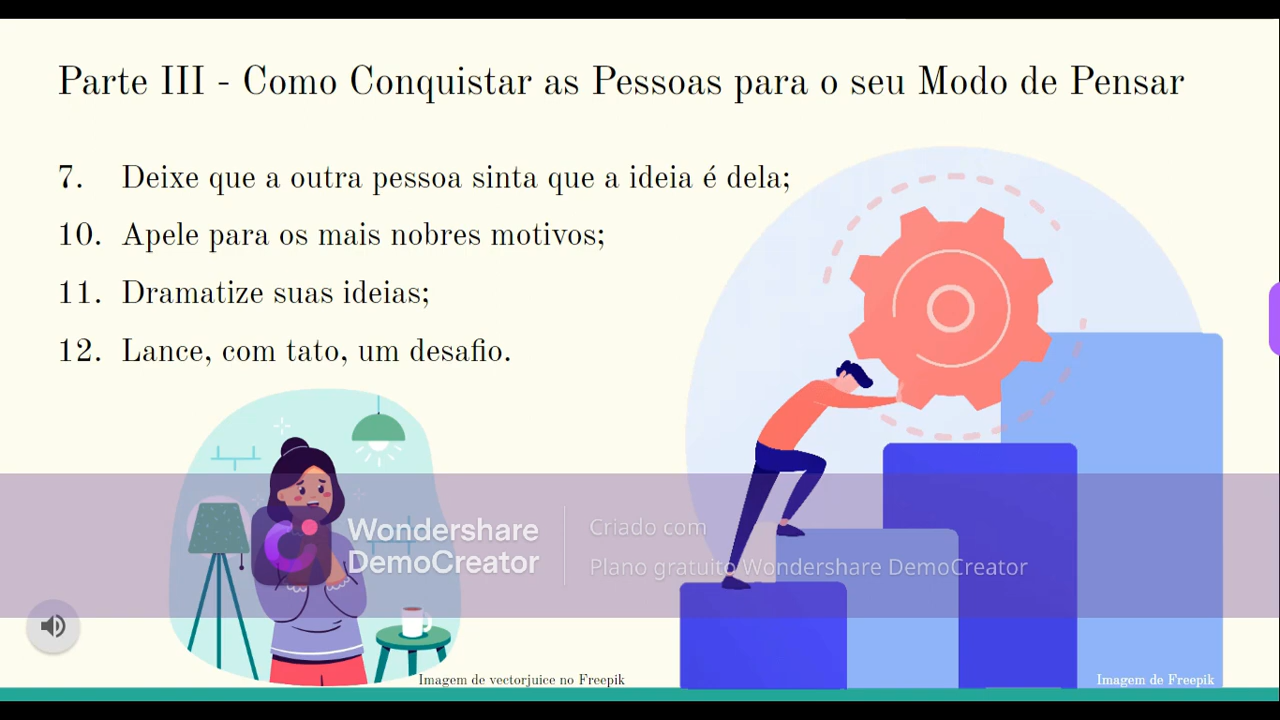 Parte III - Como Conquistar as Pessoas para o seu Modo de Pensar
7. Deixe que a outra pessoa sinta que a ideia é dela;
10. Apele para os mais nobres motivos;
11. Dramatize suas ideias;
12. Lance, com tato, um desafio.
Wondershare
DemoCreator
Criado com
Plano gratuito Wondershare DemoCreator
Imagem de vectorjuice no Freepik
Imagem de Freepik